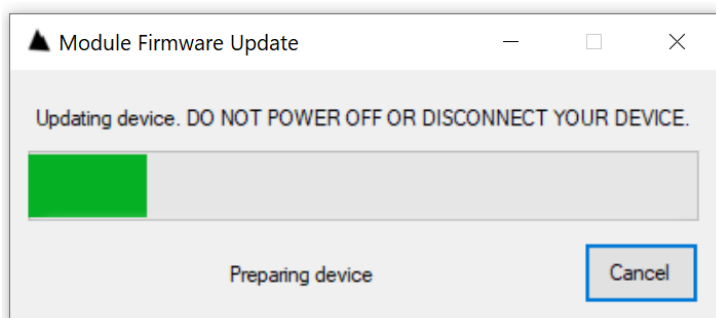 Module Firmware Update
Updating device. DO NOT POWER OFF OR DISCONNECT YOUR DEVICE.
Preparing device
Cancel